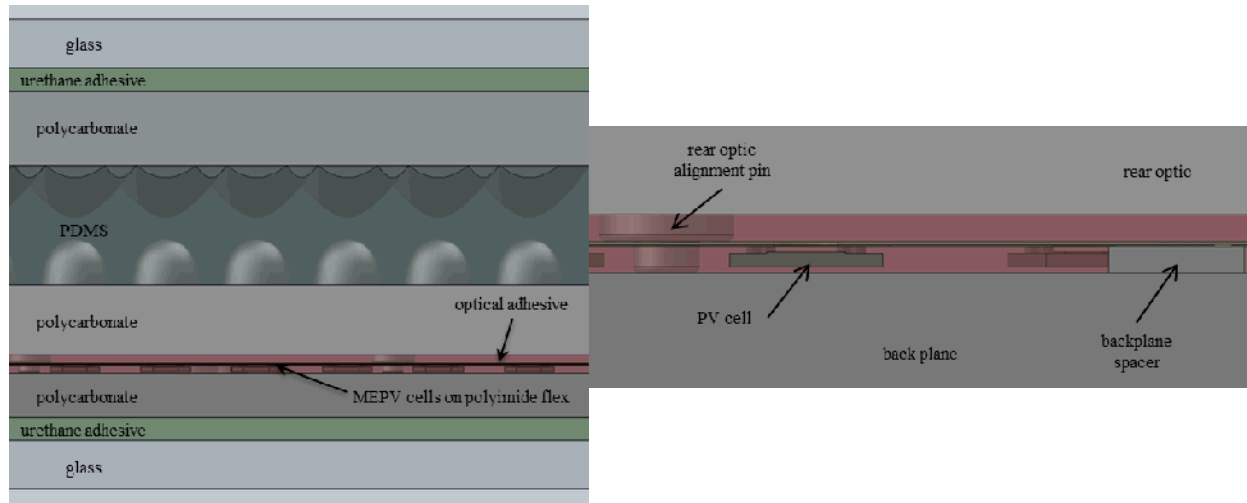 glass
urethane adhesive
polycarbonate
PDMS
polycarbonate
optical adhesive
polycarbonate
MEPV cells on polyimide flex
urethane adhesive
glass
rear optic
alignment pin
rear optic
PV cell
back plane
backplane
spacer